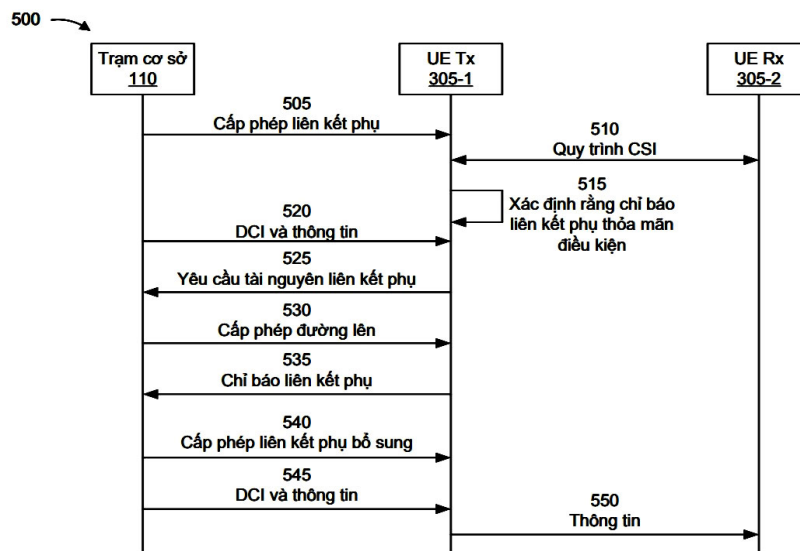 500
Trạm cơ sở
110
UE Tx
305-1
UE Rx
305-2
505
Cấp phép liên kết phụ
510
Quy trình CSI
515
Xác định rằng chỉ báo
liên kết phụ thỏa mãn
điều kiện
520
DCI và thông tin
525
Yêu cầu tài nguyên liên kết phụ
530
Cấp phép đường lên
535
Chỉ báo liên kết phụ
540
Cấp phép liên kết phụ bổ sung
545
DCI và thông tin
550
Thông tin